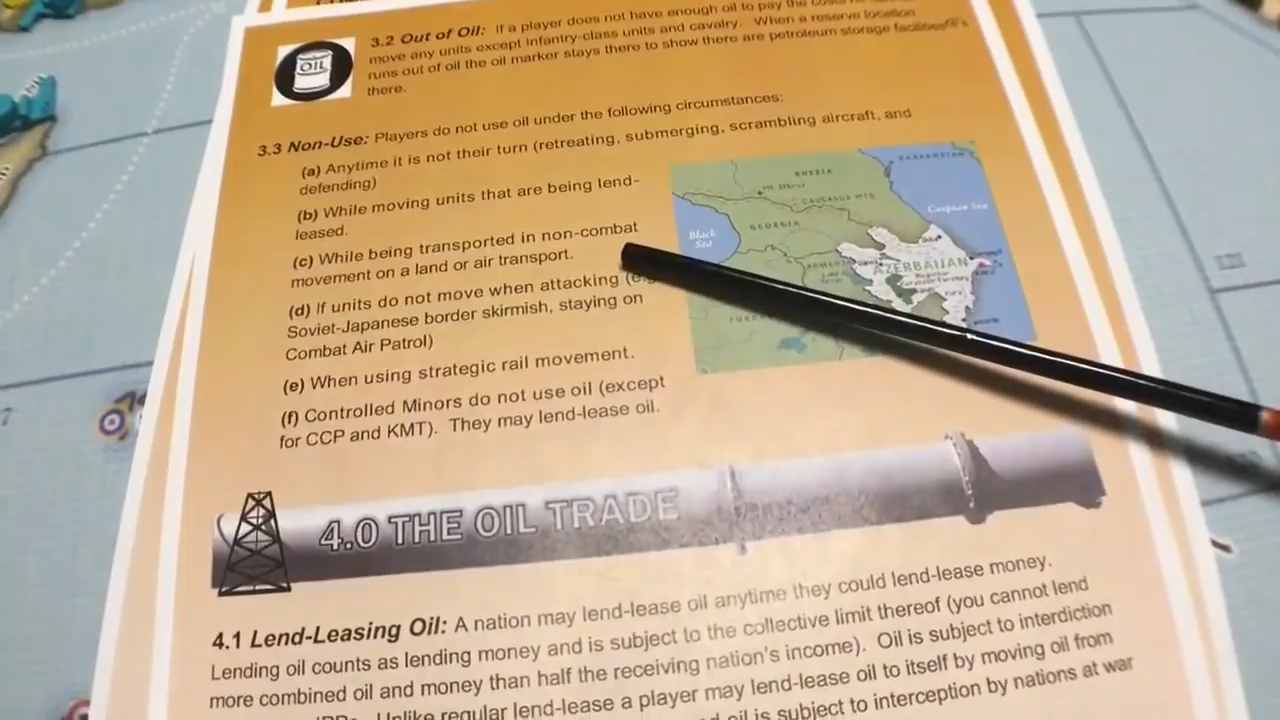 OIL
3.2 Out of Oil: If a player does not have enough oil to pay the costs
move any units except infantry-class units and cavalry. When a reserve location
runs out of oil the oil marker stays there to show there are petroleum storage
there.
3.3 Non-Use: Players do not use oil under the following circumstances:
(a) Anytime it is not their turn (retreating, submerging, scrambling aircraft, and
defending)
(b) While moving units that are being lend-
leased.
(c) While being transported in non-combat
movement on a land or air transport.
(d) If units do not move when attacking
Soviet-Japanese border skirmish, staying on
Combat Air Patrol)
(e) When using strategic rail movement.
(f) Controlled Minors do not use oil (except
for CCP and KMT). They may lend-lease oil.
KAZAKHSTAN
RUSSIA
CAUCASUS MTS.
Caspian Sea
Black
Sea
GEORGIA
AZERBAIJAN
4.0 THE OIL TRADE
4.1 Lend-Leasing Oil: A nation may lend-lease oil anytime they could lend-lease money.
Lending oil counts as lending money and is subject to the collective limit thereof (you cannot lend
more combined oil and money than half the receiving nation's income). Oil is subject to interdiction
Unlike regular lend-lease a player may lend-lease oil to itself by moving oil from
oil is subject to interception by nations at war
7